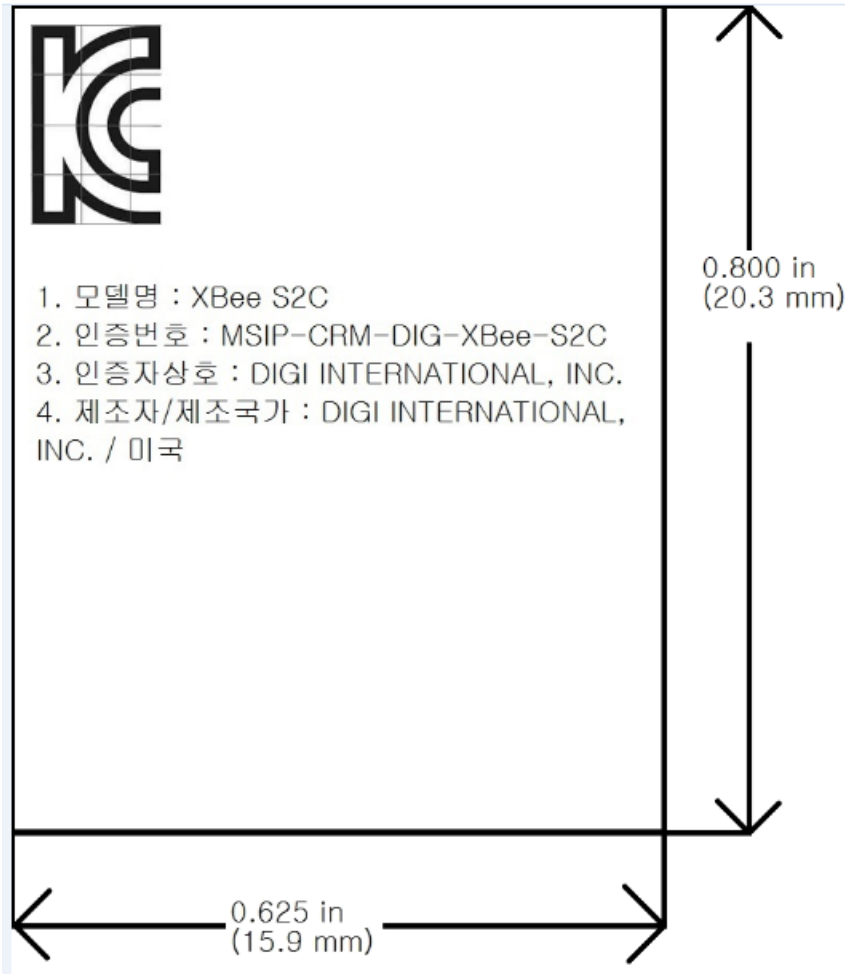 1. 모델명 : XBee S2C
2. 인증번호 : MSIP-CRM-DIG-XBee-S2C
3. 인증자상호 : DIGI INTERNATIONAL, INC.
4. 제조자/제조국가 : DIGI INTERNATIONAL,
INC. / 미국
0.800 in
(20.3 mm)
0.625 in
(15.9 mm)